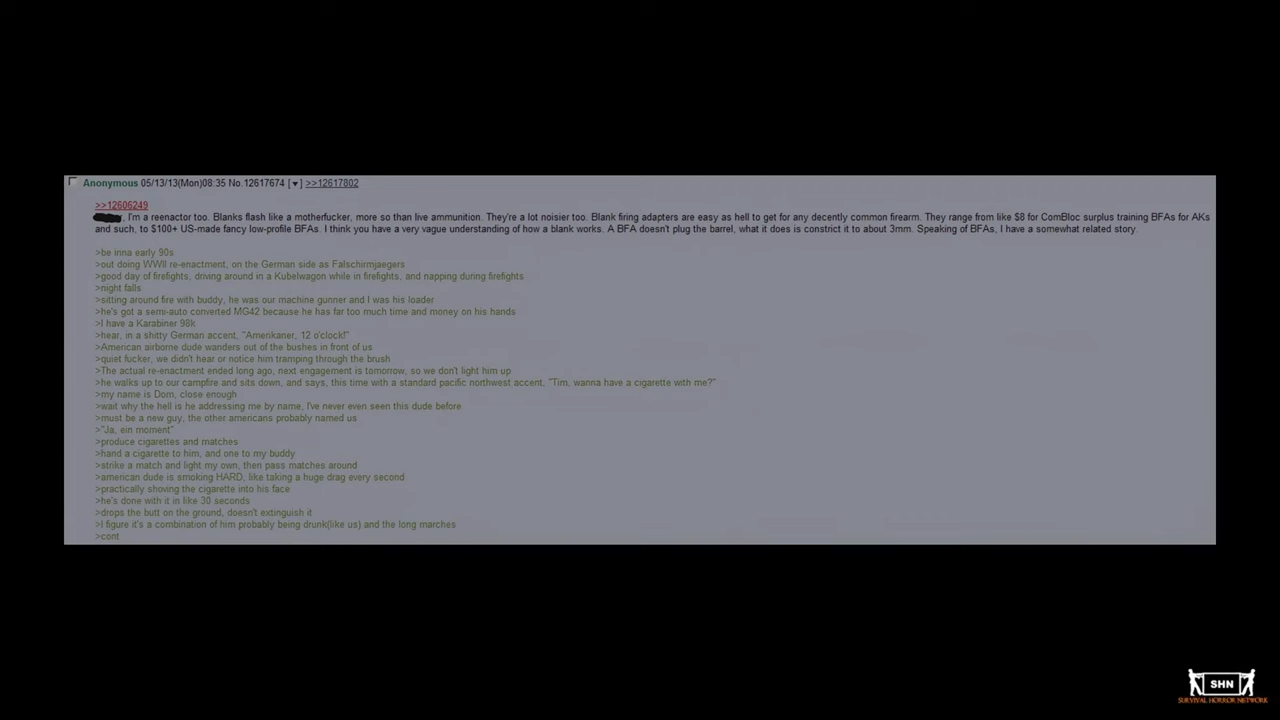 Anonymous 05/13/13(Mon)08:35 No.12617674 [▼] >>12617802
>>12606249
, I'm a reenactor too. Blanks flash like a motherfucker, more so than live ammunition. They're a lot noisier too. Blank firing adapters are easy as hell to get for any decently common firearm. They range from like $8 for ComBloc surplus training BFAs for AKs
and such, to $100+ US-made fancy low-profile BFAs. I think you have a very vague understanding of how a blank works. A BFA doesn't plug the barrel, what it does is constrict it to about 3mm. Speaking of BFAs, I have a somewhat related story.
>be inna early 90s
>out doing WWII re-enactment, on the German side as Falschirmjaegers
>good day of firefights, driving around in a Kubelwagon while in firefights, and napping during firefights
>night falls
>sitting around fire with buddy, he was our machine gunner and I was his loader
>he's got a semi-auto converted MG42 because he has far too much time and money on his hands
>I have a Karabiner 98k
>hear, in a shitty German accent, "Amerikaner, 12 o'clock!"
>American airborne dude wanders out of the bushes in front of us
>quiet fucker, we didn't hear or notice him tramping through the brush
>The actual re-enactment ended long ago, next engagement is tomorrow, so we don't light him up
>he walks up to our campfire and sits down, and says, this time with a standard pacific northwest accent, "Tim, wanna have a cigarette with me?"
>my name is Dom, close enough
>wait why the hell is he addressing me by name, I've never even seen this dude before
>must be a new guy, the other americans probably named us
>"Ja, ein moment"
>produce cigarettes and matches
>hand a cigarette to him, and one to my buddy
>strike a match and light my own, then pass matches around
>american dude is smoking HARD, like taking a huge drag every second
>practically shoving the cigarette into his face
>he's done with it in like 30 seconds
>drops the butt on the ground, doesn't extinguish it
>I figure it's a combination of him probably being drunk(like us) and the long marches
>cont
SHN
SURVIVAL HORROR NETWORK